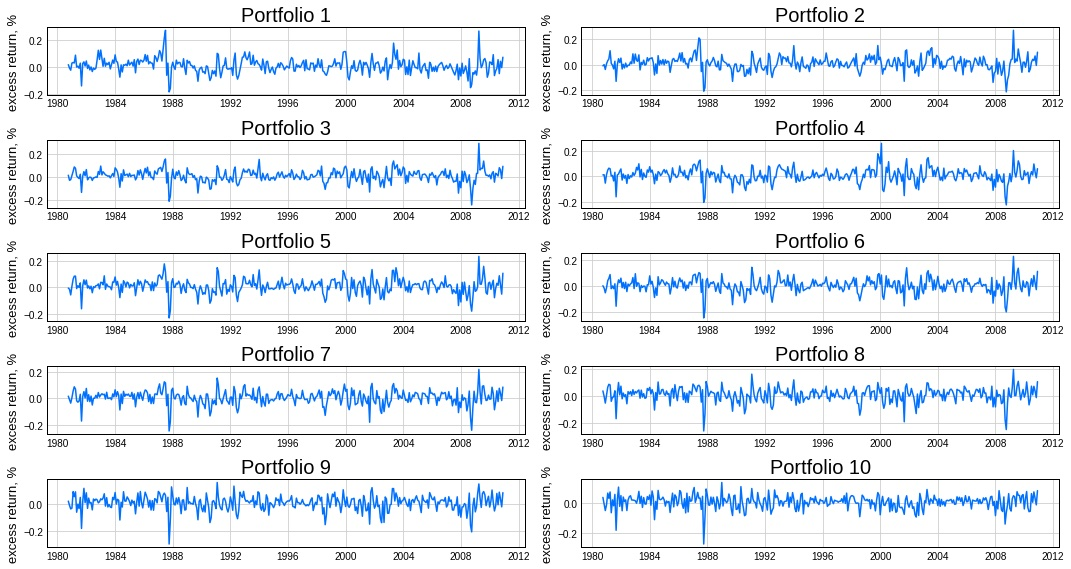 Portfolio 1
Portfolio 2
excess return, %
0.2
0.0
−0.2
1980 1984 1988 1992 1996 2000 2004 2008 2012
excess return, %
0.2
0.0
−0.2
1980 1984 1988 1992 1996 2000 2004 2008 2012
Portfolio 3
Portfolio 4
excess return, %
0.2
0.0
−0.2
1980 1984 1988 1992 1996 2000 2004 2008 2012
excess return, %
0.2
0.0
−0.2
1980 1984 1988 1992 1996 2000 2004 2008 2012
Portfolio 5
Portfolio 6
excess return, %
0.2
0.0
−0.2
1980 1984 1988 1992 1996 2000 2004 2008 2012
excess return, %
0.2
0.0
−0.2
1980 1984 1988 1992 1996 2000 2004 2008 2012
Portfolio 7
Portfolio 8
excess return, %
0.2
0.0
−0.2
1980 1984 1988 1992 1996 2000 2004 2008 2012
excess return, %
0.2
0.0
−0.2
1980 1984 1988 1992 1996 2000 2004 2008 2012
Portfolio 9
Portfolio 10
excess return, %
0.0
−0.2
1980 1984 1988 1992 1996 2000 2004 2008 2012
excess return, %
0.0
−0.2
1980 1984 1988 1992 1996 2000 2004 2008 2012